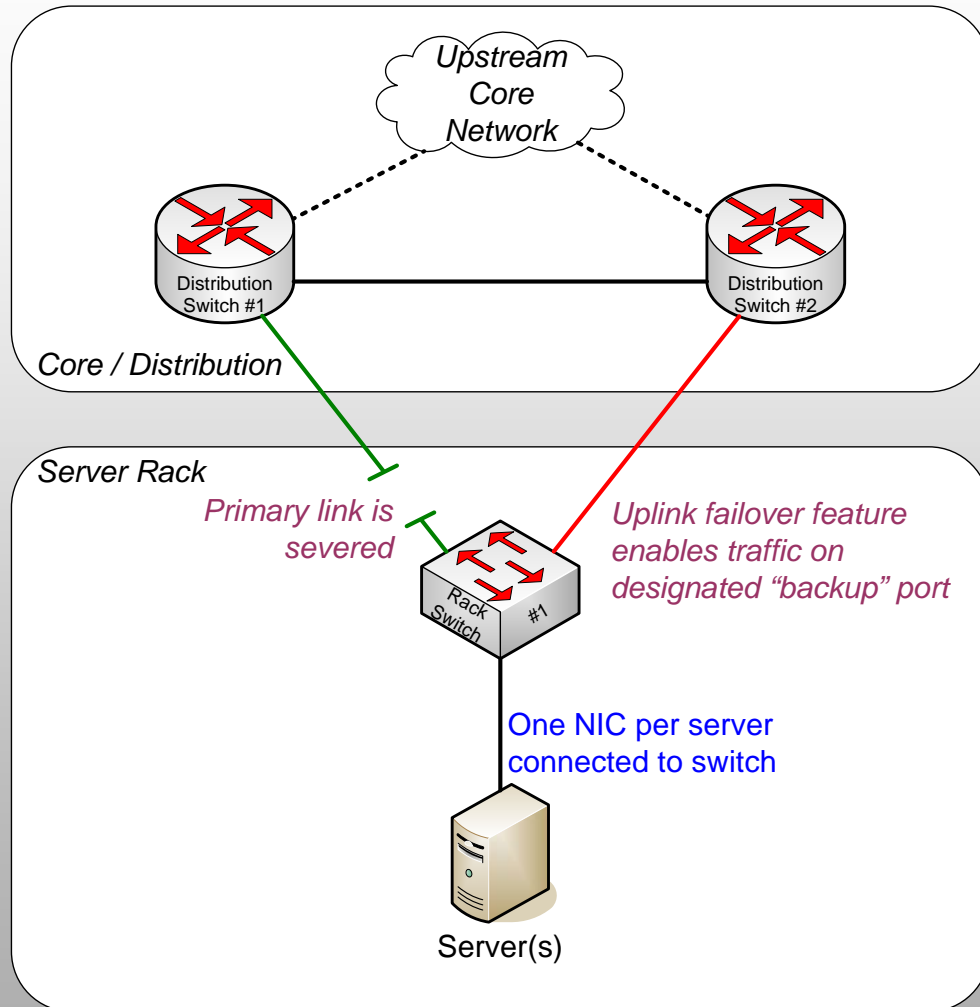 Upstream
Core
Network
Distribution
Switch #1
Distribution
Switch #2
Core / Distribution
Server Rack
Primary link is
severed
Uplink failover feature
enables traffic on
designated “backup” port
Rack
Switch
#1
One NIC per server
connected to switch
Server(s)